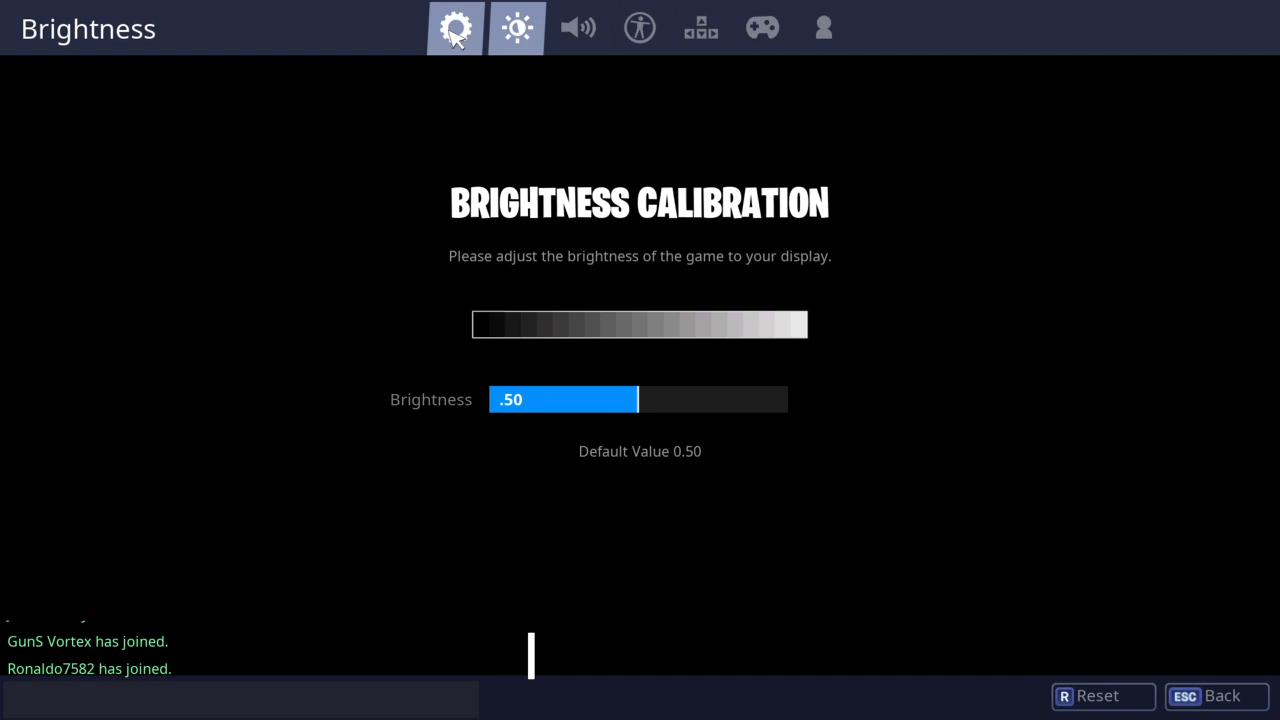 Brightness
BRIGHTNESS CALIBRATION
Please adjust the brightness of the game to your display.
Brightness .50
Default Value 0.50
GunS Vortex has joined.
Ronaldo7582 has joined.
R Reset ESC Back